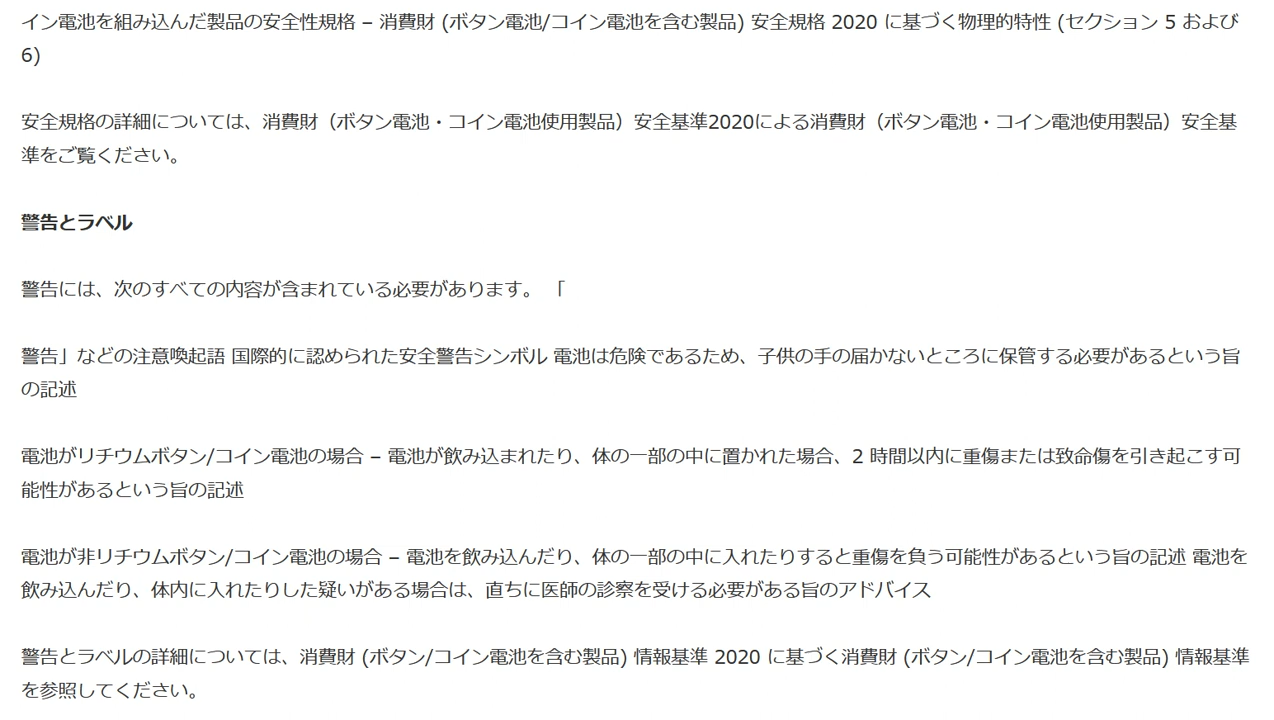 イン電池を組み込んだ製品の安全性規格 – 消費財 (ボタン電池/コイン電池を含む製品) 安全規格 2020 に基づく物理的特性 (セクション 5 および
6)
安全規格の詳細については、消費財（ボタン電池・コイン電池使用製品）安全基準2020による消費財（ボタン電池・コイン電池使用製品）安全基
準をご覧ください。
警告とラベル
警告には、次のすべての内容が含まれている必要があります。 「
警告」などの注意喚起語 国際的に認められた安全警告シンボル 電池は危険であるため、子供の手の届かないところに保管する必要があるという旨
の記述
電池がリチウムボタン/コイン電池の場合 – 電池が飲み込まれたり、体の一部の中に置かれた場合、2 時間以内に重傷または致命傷を引き起こす可
能性があるという旨の記述
電池が非リチウムボタン/コイン電池の場合 – 電池を飲み込んだり、体の一部の中に入れたりすると重傷を負う可能性があるという旨の記述 電池を
飲み込んだり、体内に入れたりした疑いがある場合は、直ちに医師の診察を受ける必要がある旨のアドバイス
警告とラベルの詳細については、消費財 (ボタン/コイン電池を含む製品) 情報基準 2020 に基づく消費財 (ボタン/コイン電池を含む製品) 情報基準
を参照してください。